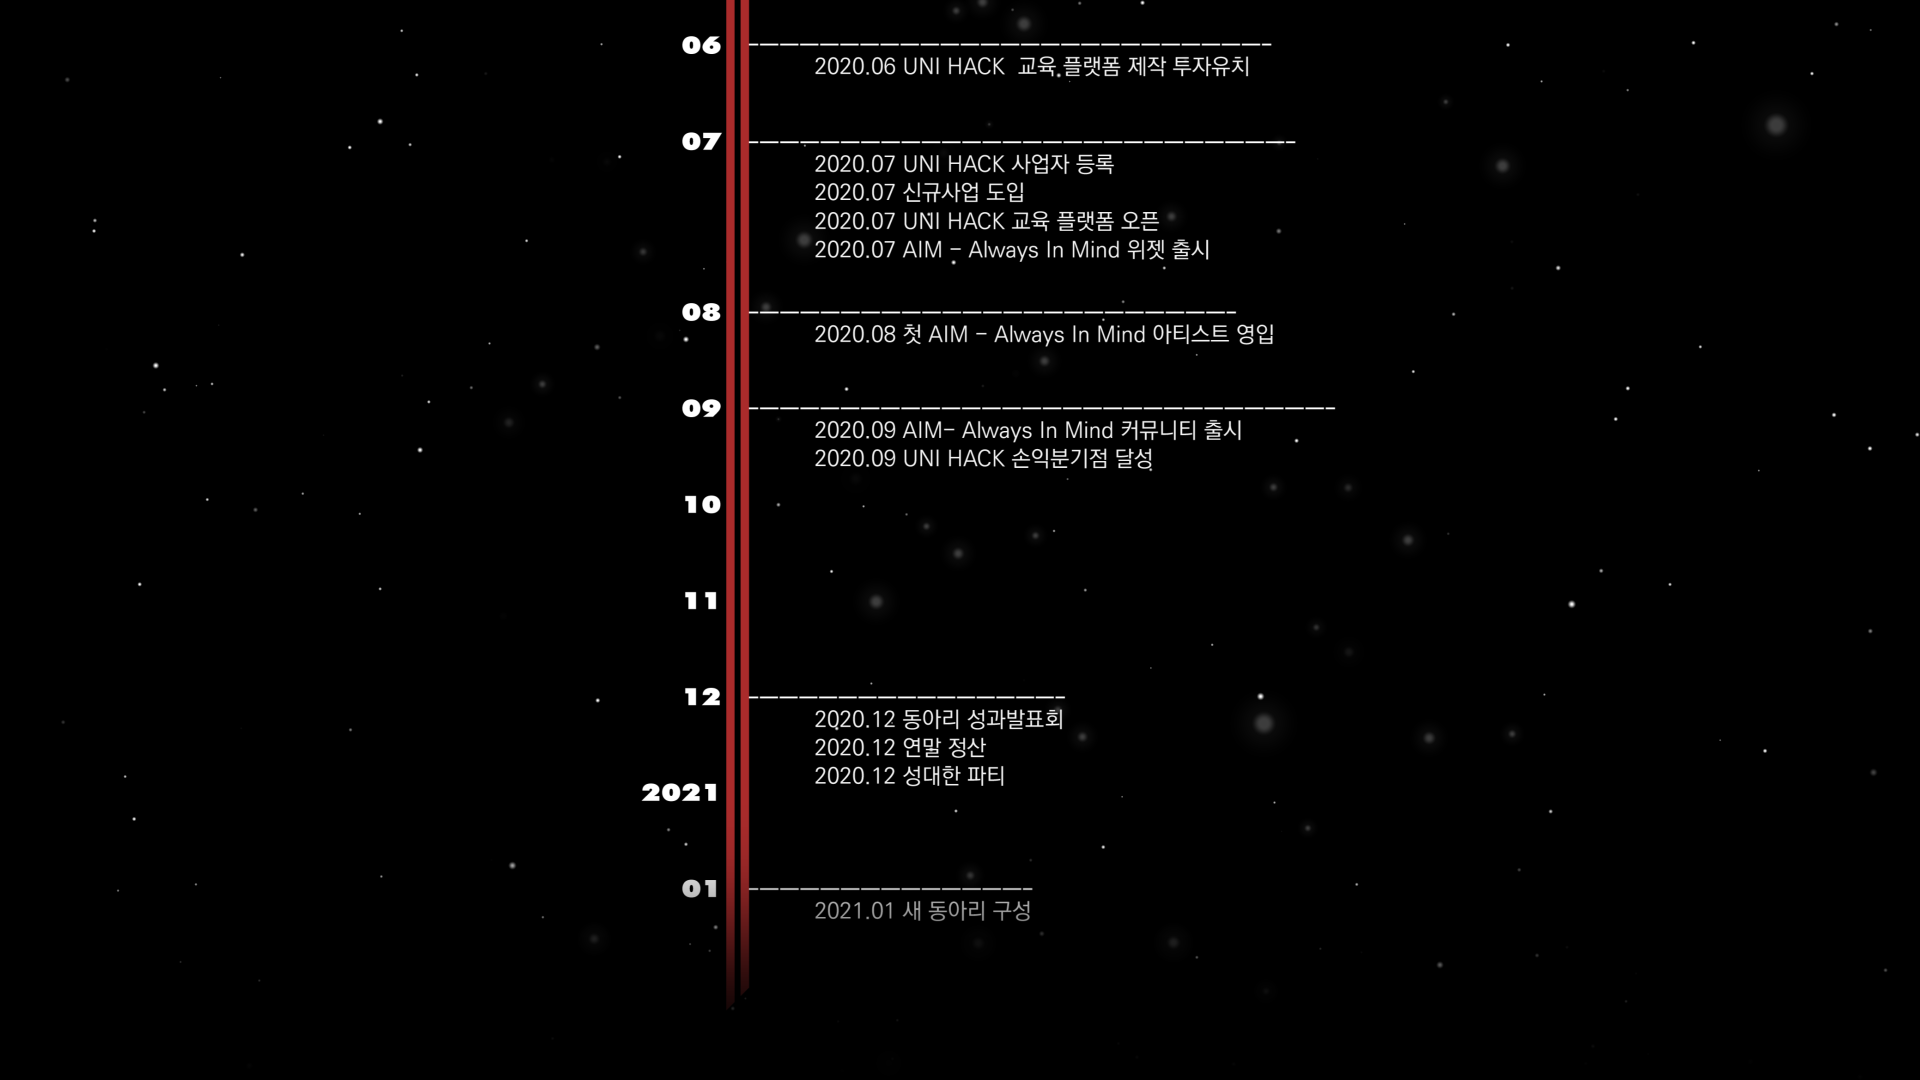 06
2020.06 UNI HACK  교육 플랫폼 제작 투자유치
07
2020.07 UNI HACK 사업자 등록
2020.07 신규사업 도입
2020.07 UNI HACK 교육 플랫폼 오픈
2020.07 AIM - Always In Mind 위젯 출시
08
2020.08 첫 AIM - Always In Mind 아티스트 영입
09
2020.09 AIM- Always In Mind 커뮤니티 출시
2020.09 UNI HACK 손익분기점 달성
10
11
12
2020.12 동아리 성과발표회
2020.12 연말 정산
2020.12 성대한 파티
2021
01
2021.01 새 동아리 구성